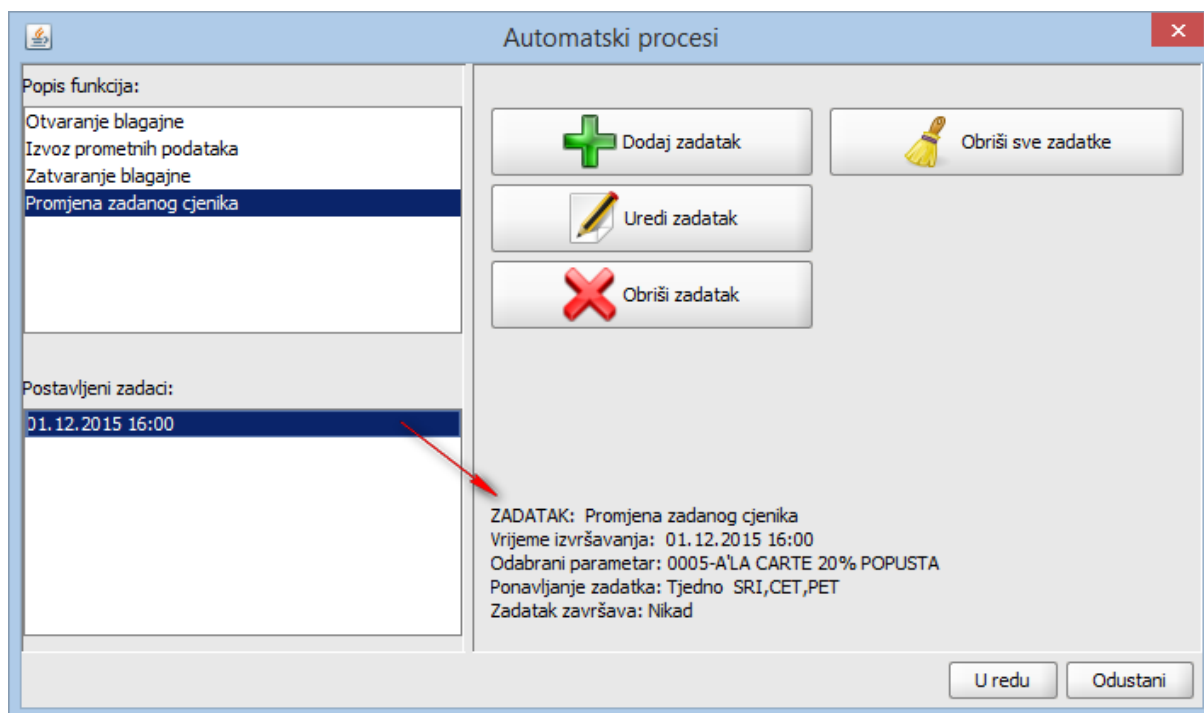 Automatski procesi
Popis funkcija:
Otvaranje blagajne
Izvoz prometnih podataka
Zatvaranje blagajne
Promjena zadanog cjenika
Dodaj zadatak
Obriši sve zadatke
Uredi zadatak
Obriši zadatak
Postavljeni zadaci:
01.12.2015 16:00
ZADATAK: Promjena zadanog cjenika
Vrijeme izvršavanja: 01.12.2015 16:00
Odabrani parametar: 0005-A'LA CARTE 20% POPUSTA
Ponavljanje zadatka: Tjedno SRI,CET,PET
Zadatak završava: Nikad
U redu
Odustani